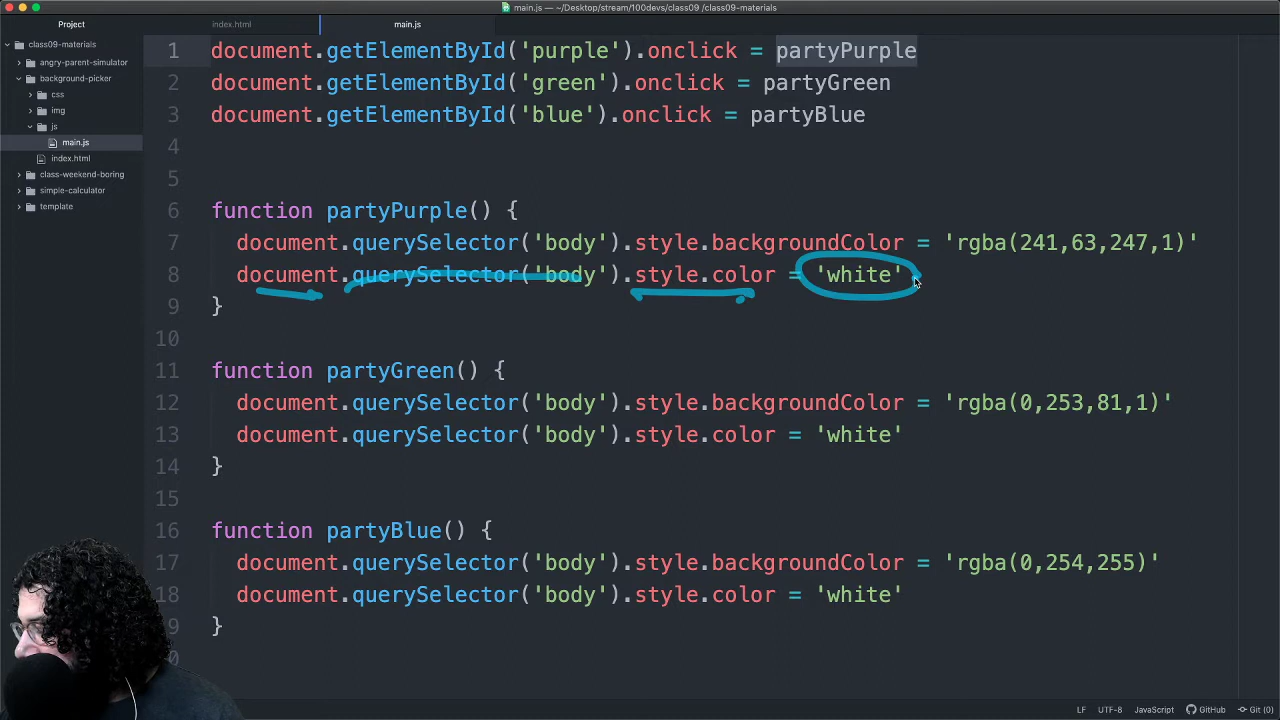 main.js — ~/Desktop/stream/100devs/class09 /class09-materials
Project
index.html
main.js
class09-materials
angry-parent-simulator
background-picker
css
img
js
main.js
index.html
class-weekend-boring
simple-calculator
template
1 document.getElementById('purple').onclick = partyPurple
2 document.getElementById('green').onclick = partyGreen
3 document.getElementById('blue').onclick = partyBlue
4
5
6 function partyPurple() {
7 document.querySelector('body').style.backgroundColor = 'rgba(241,63,247,1)'
8 document.querySelector('body').style.color = 'white'
9 }
10
11 function partyGreen() {
12 document.querySelector('body').style.backgroundColor = 'rgba(0,253,81,1)'
13 document.querySelector('body').style.color = 'white'
14 }
15
16 function partyBlue() {
17 document.querySelector('body').style.backgroundColor = 'rgba(0,254,255)'
18 document.querySelector('body').style.color = 'white'
9 }
0
LF UTF-8 JavaScript GitHub Git (0)